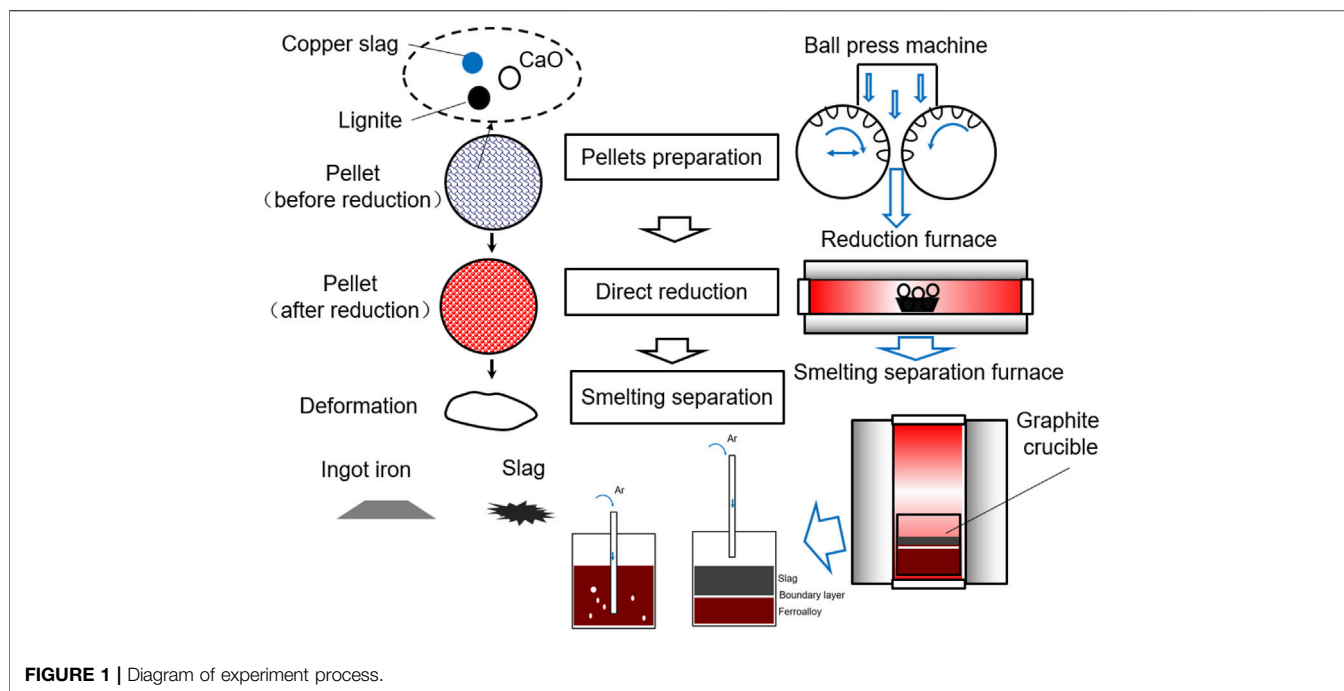 Copper slag
CaO
Lignite
Pellet
（before reduction）
Pellet
（after reduction）
Deformation
Ingot iron
Slag
Pellets preparation
Direct reduction
Smelting separation
Ar
Ar
Slag
Boundary layer
Ferroalloy
Ball press machine
Reduction furnace
Smelting separation furnace
Graphite
crucible
FIGURE 1 | Diagram of experiment process.